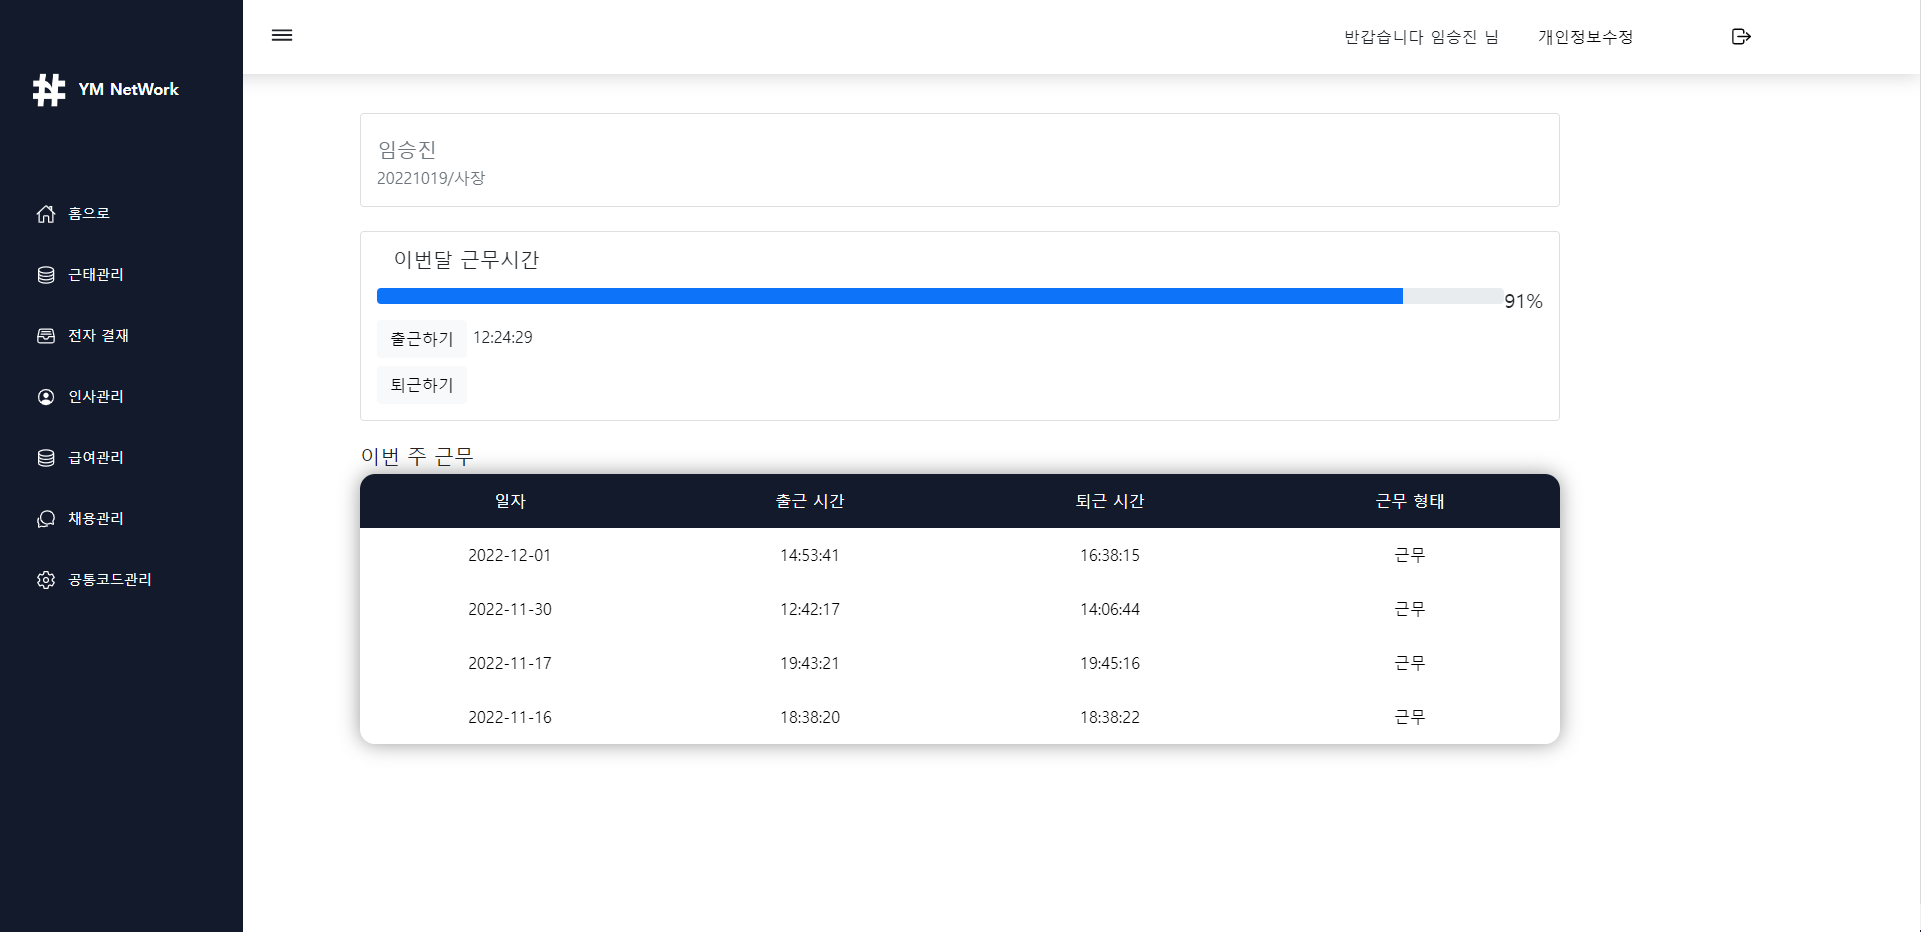 YM NetWork
홈으로
근태관리
전자 결재
인사관리
급여관리
채용관리
공통코드관리
반갑습니다 임승진 님 개인정보수정
임승진
20221019/사장
이번달 근무시간
91%
출근하기 12:24:29
퇴근하기
이번 주 근무
일자 출근 시간 퇴근 시간 근무 형태
2022-12-01 14:53:41 16:38:15 근무
2022-11-30 12:42:17 14:06:44 근무
2022-11-17 19:43:21 19:45:16 근무
2022-11-16 18:38:20 18:38:22 근무